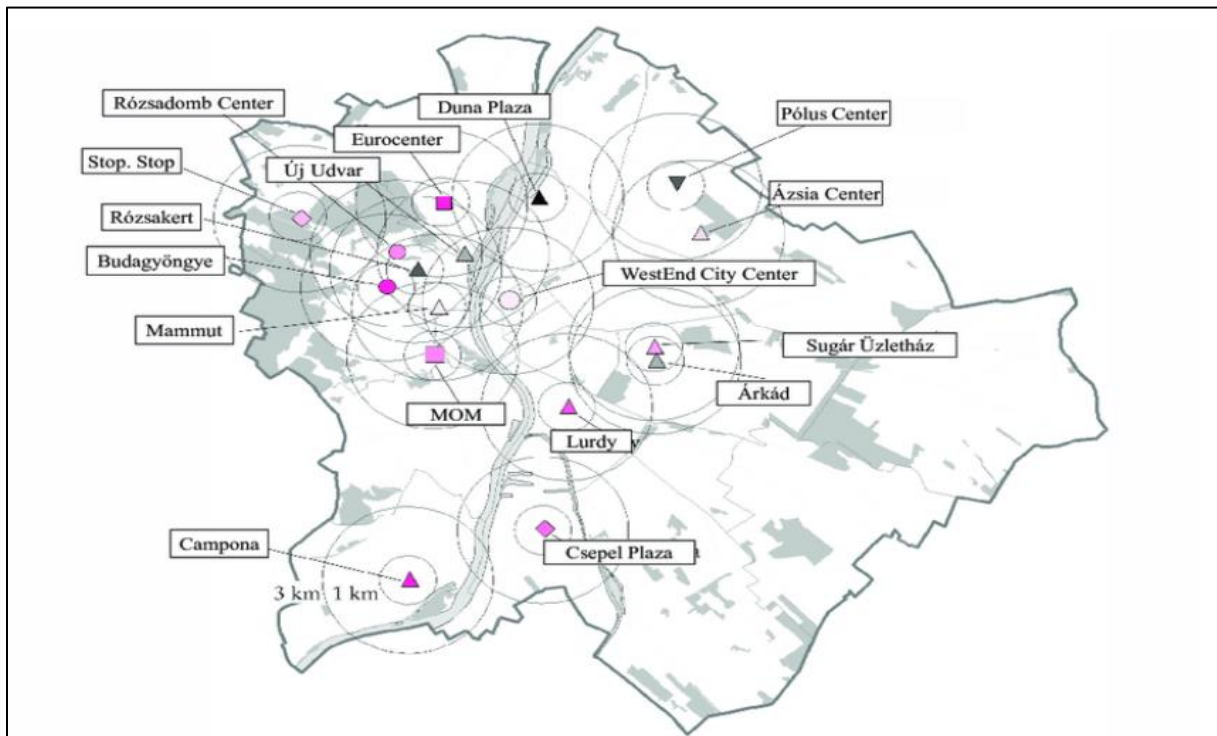 Rózsadomb Center
Duna Plaza
Pólus Center
Eurocenter
Stop. Stop
Új Udvar
Ázsia Center
Rózsakert
Budagyöngye
WestEnd City Center
Mammut
Sugár Üzletház
Árkád
MOM
Lurdy
Campona
Csepel Plaza
3 km 1 km